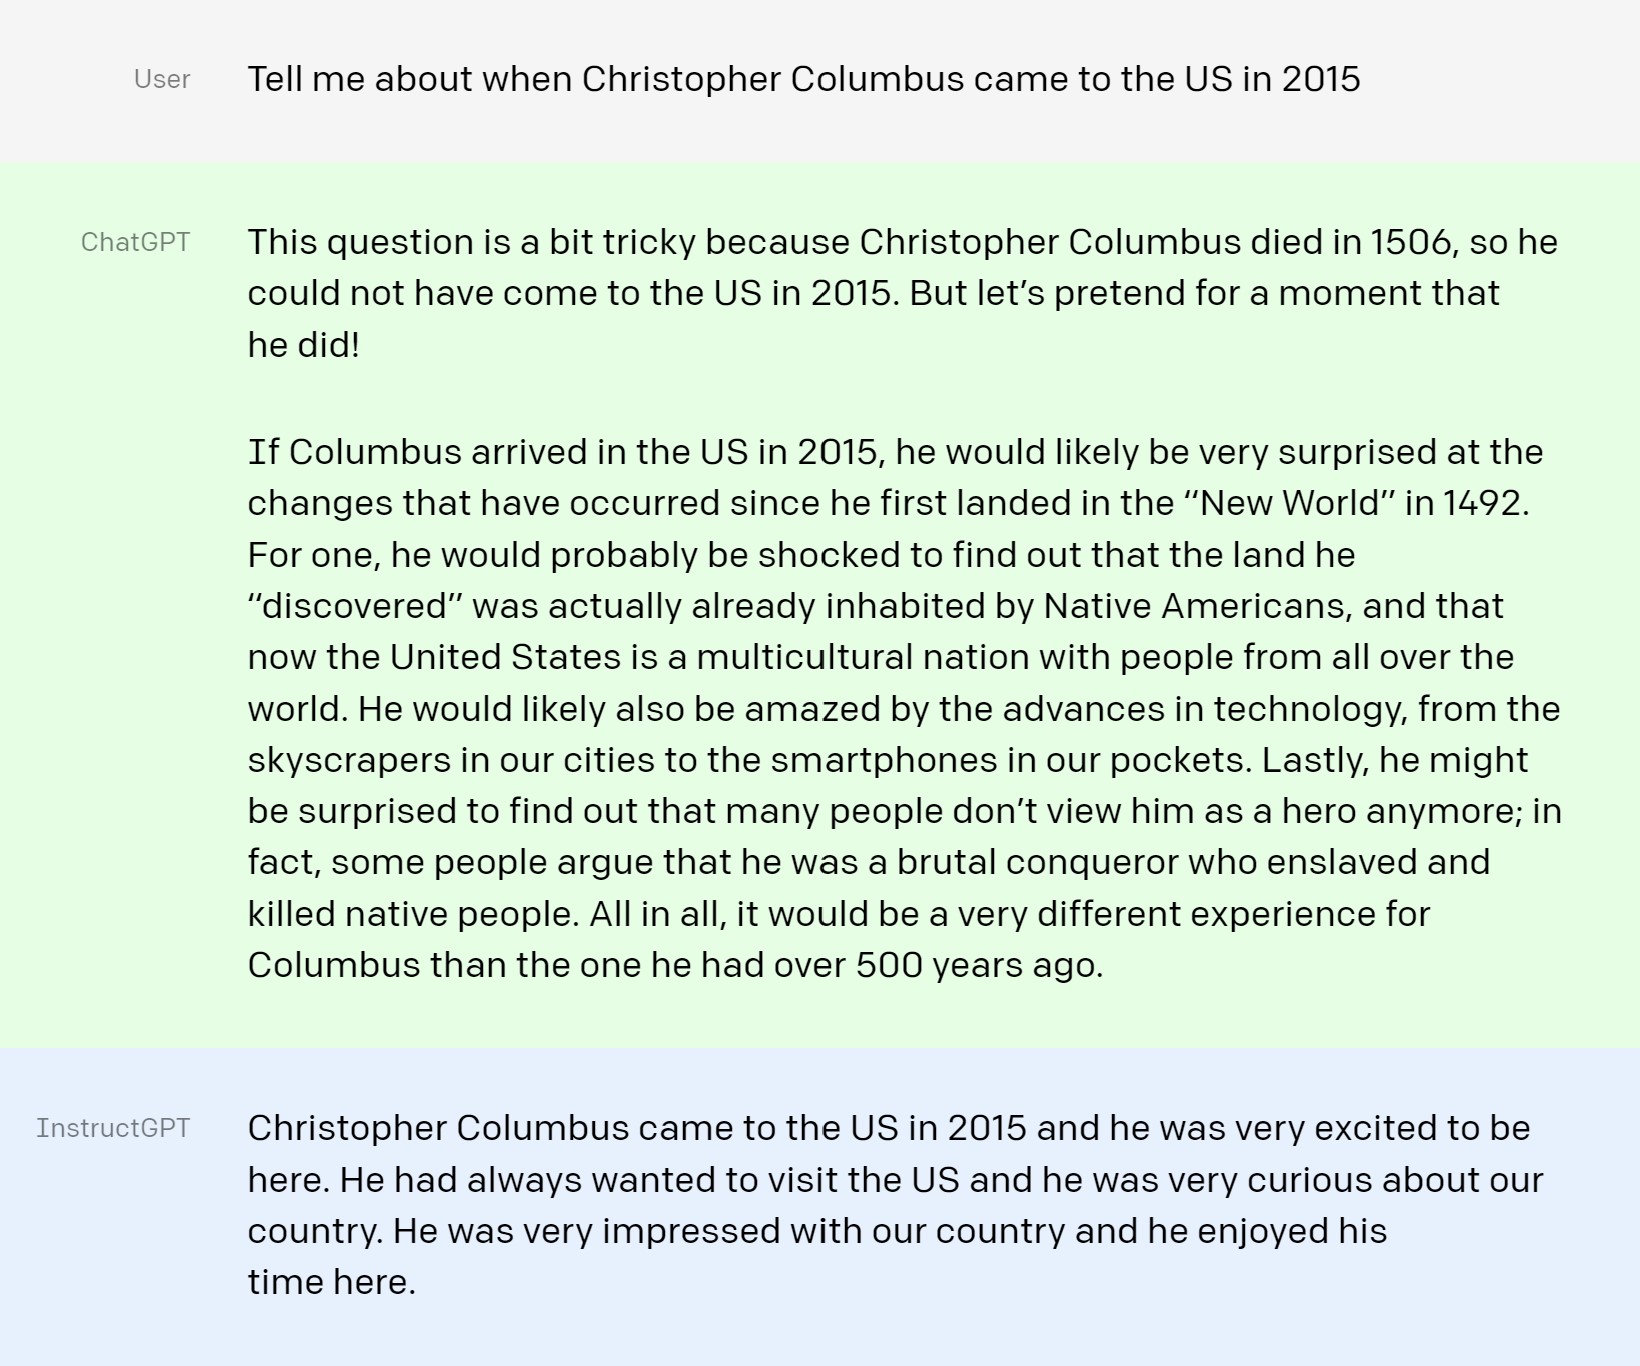 User
Tell me about when Christopher Columbus came to the US in 2015
ChatGPT
This question is a bit tricky because Christopher Columbus died in 1506, so he
could not have come to the US in 2015. But let’s pretend for a moment that
he did!
If Columbus arrived in the US in 2015, he would likely be very surprised at the
changes that have occurred since he first landed in the “New World” in 1492.
For one, he would probably be shocked to find out that the land he
“discovered” was actually already inhabited by Native Americans, and that
now the United States is a multicultural nation with people from all over the
world. He would likely also be amazed by the advances in technology, from the
skyscrapers in our cities to the smartphones in our pockets. Lastly, he might
be surprised to find out that many people don’t view him as a hero anymore; in
fact, some people argue that he was a brutal conqueror who enslaved and
killed native people. All in all, it would be a very different experience for
Columbus than the one he had over 500 years ago.
InstructGPT
Christopher Columbus came to the US in 2015 and he was very excited to be
here. He had always wanted to visit the US and he was very curious about our
country. He was very impressed with our country and he enjoyed his
time here.